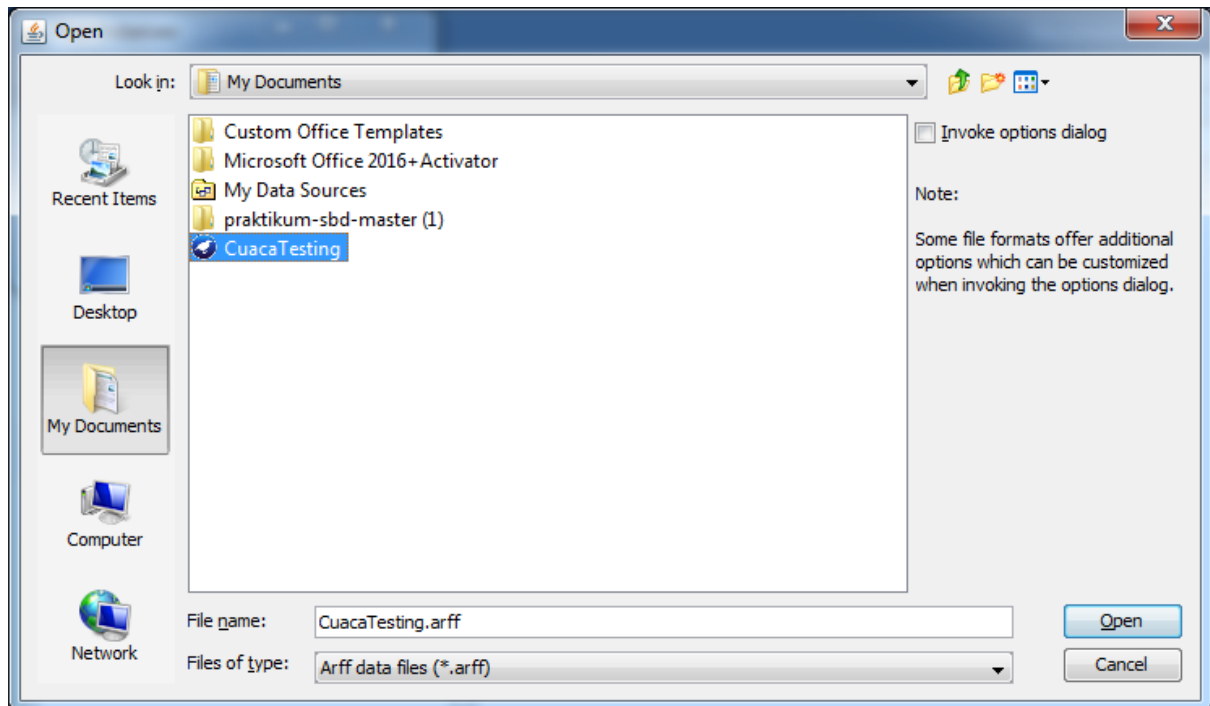 Open
Look in:
My Documents
Custom Office Templates
Microsoft Office 2016+Activator
My Data Sources
praktikum-sbd-master (1)
CuacaTesting
Recent Items
Desktop
My Documents
Computer
Network
Invoke options dialog
Note:
Some file formats offer additional
options which can be customized
when invoking the options dialog.
File name:
CuacaTesting.arff
Open
Files of type:
Arff data files (*.arff)
Cancel